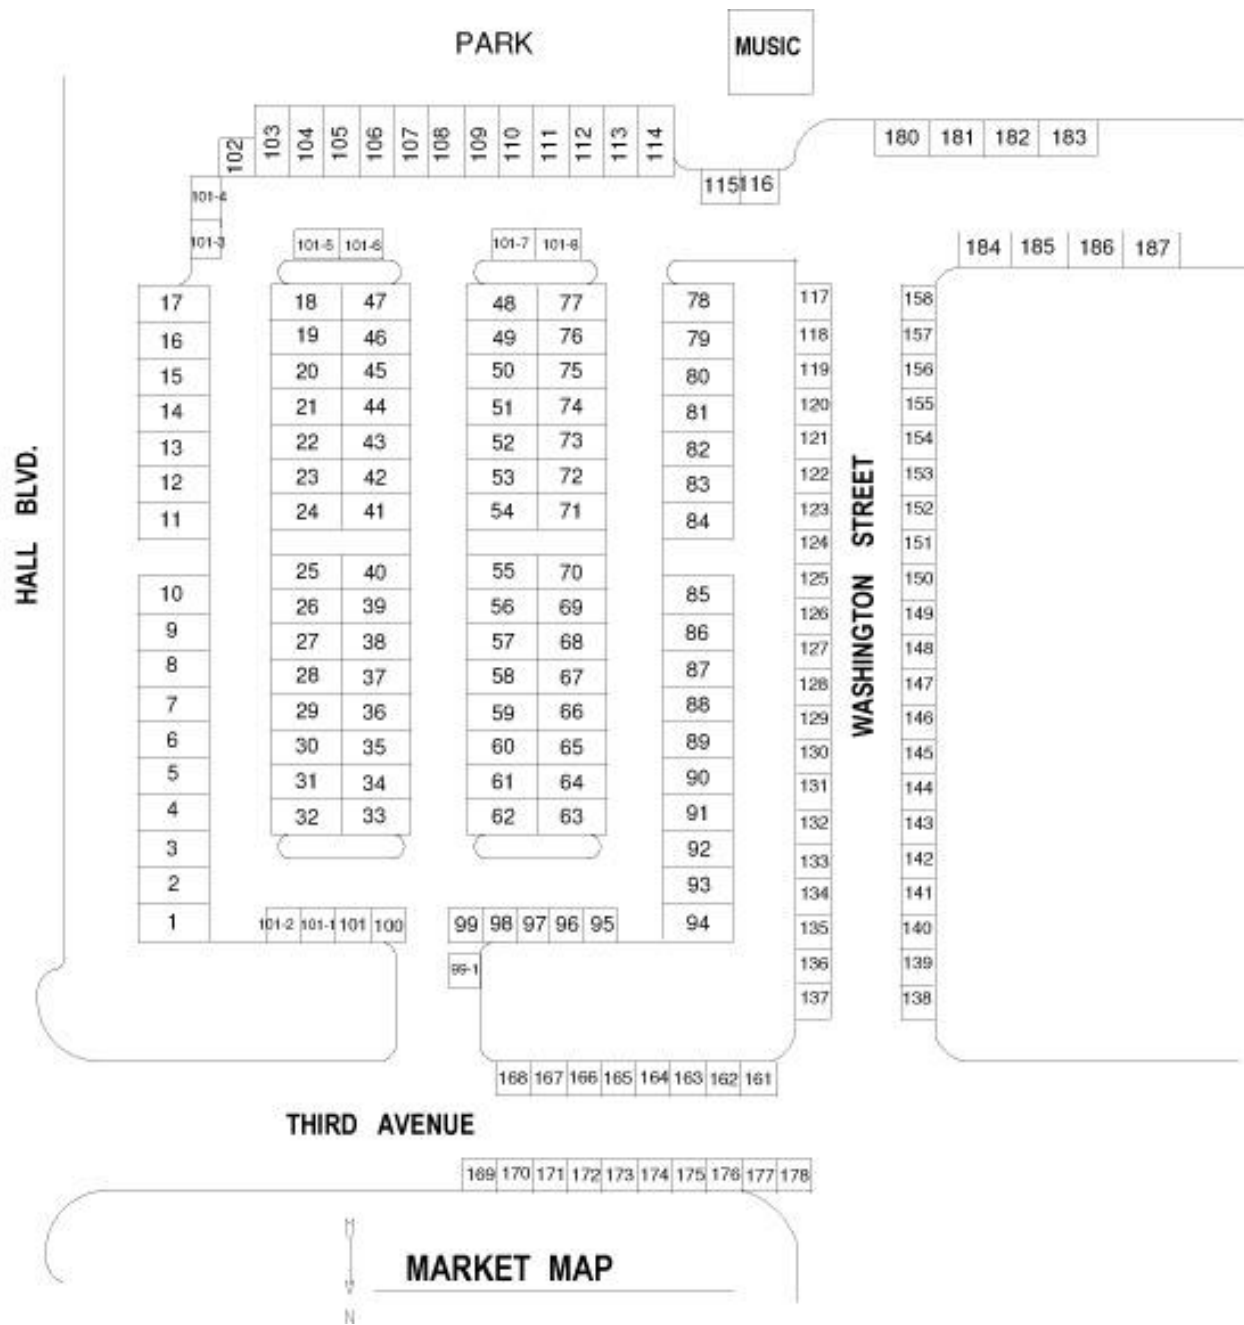 PARK
MUSIC
102 103 104 105 106 107 108 109 110 111 112 113 114
180 181 182 183
115 116
101-4
101-3
101-5 101-6 101-7 101-8
184 185 186 187
17 18 47 48 77 78 117 158
16 19 46 49 76 79 118 157
15 20 45 50 75 80 119 156
14 21 44 51 74 81 120 155
13 22 43 52 73 82 121 154
12 23 42 53 72 83 122 153
11 24 41 54 71 84 123 152
124 151
25 40 55 70 125 150
10 26 39 56 69 85 126 149
9 27 38 57 68 86 127 148
8 28 37 58 67 87 128 147
7 29 36 59 66 88 129 146
6 30 35 60 65 89 130 145
5 31 34 61 64 90 131 144
4 32 33 62 63 91 132 143
3 92 133 142
2 93 134 141
1 101-2 101-1 101 100 99 98 97 96 95 94 135 140
99-1 136 139
137 138
HALL BLVD.
WASHINGTON STREET
168 167 166 165 164 163 162 161
THIRD AVENUE
169 170 171 172 173 174 175 176 177 178
MARKET MAP
N